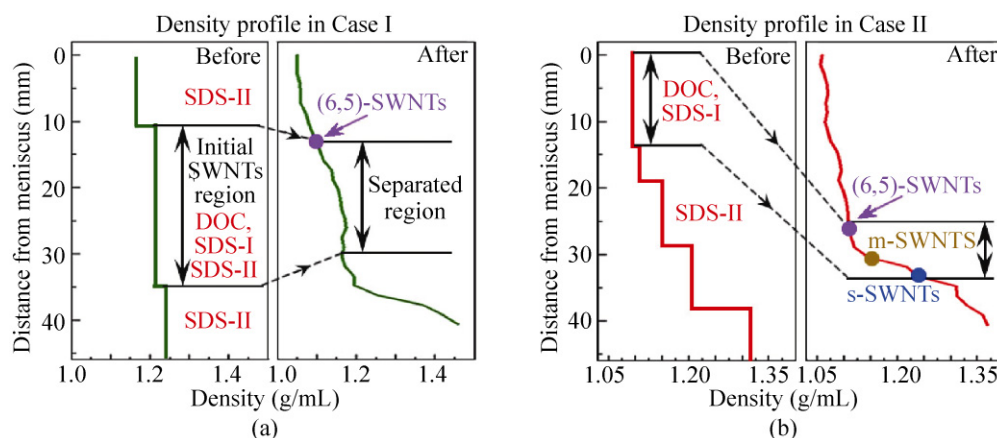 (a)
Density profile in Case I
Before
After
0
10
20
30
40
Distance from meniscus (mm)
SDS-II
Initial
SWNTs
region
DOC,
SDS-I
SDS-II
SDS-II
(6,5)-SWNTs
Separated
region
1.0 1.2 1.4 1.0 1.2 1.4
Density (g/mL)
(a)
(b)
Density profile in Case II
Before
After
0
10
20
30
40
Distance from meniscus (mm)
DOC,
SDS-I
SDS-II
(6,5)-SWNTs
m-SWNTS
s-SWNTs
1.05 1.20 1.35 1.05 1.20 1.35
Density (g/mL)
(b)